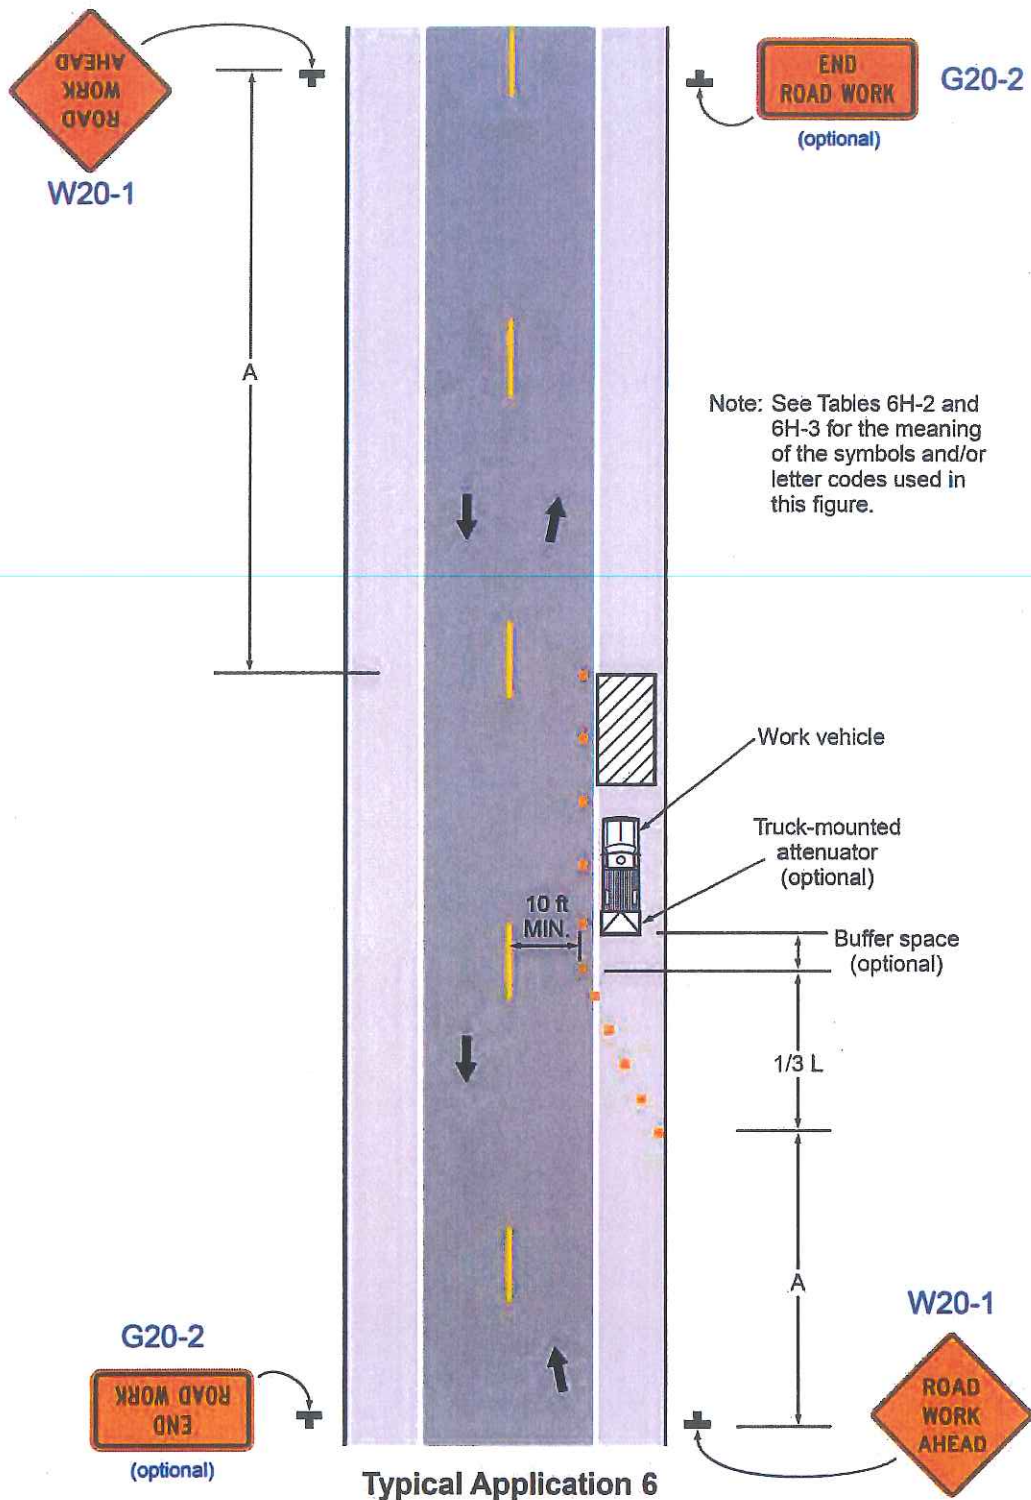 ROAD
WORK
AHEAD
W20-1
END
ROAD WORK
(optional)
G20-2
A
Note: See Tables 6H-2 and
6H-3 for the meaning
of the symbols and/or
letter codes used in
this figure.
Work vehicle
Truck-mounted
attenuator
(optional)
10 ft
MIN.
Buffer space
(optional)
1/3 L
A
W20-1
ROAD
WORK
AHEAD
G20-2
END
ROAD WORK
(optional)
Typical Application 6